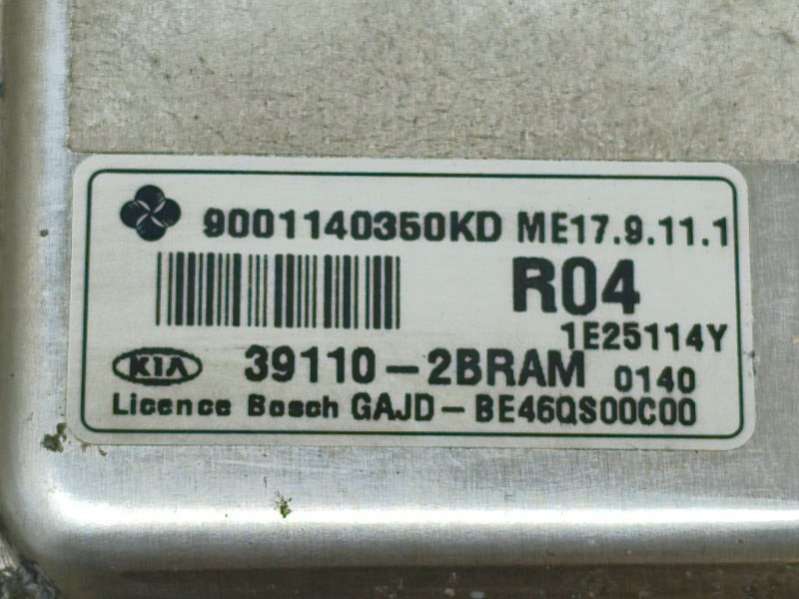 9001140350KD ME17.9.11.1
R04
1E25114Y
KIA 39110-2BRAM 0140
Licence Bosch GAJD-BE46QS00C00